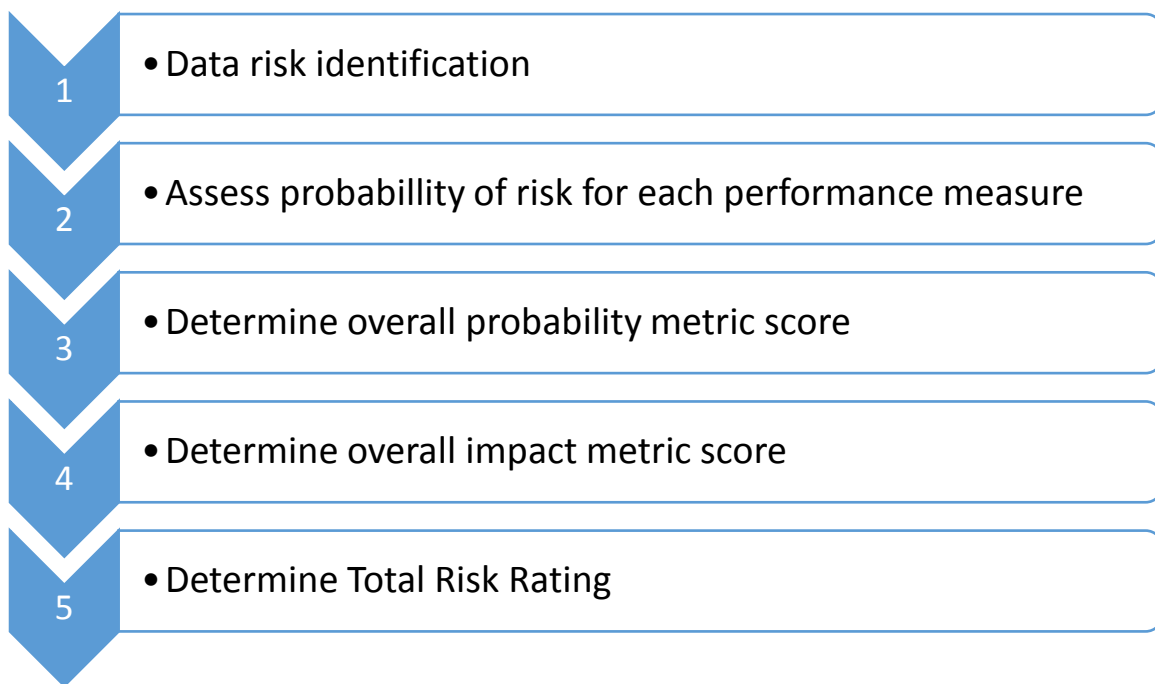 1
• Data risk identification
2
• Assess probabillity of risk for each performance measure
3
• Determine overall probability metric score
4
• Determine overall impact metric score
5
• Determine Total Risk Rating